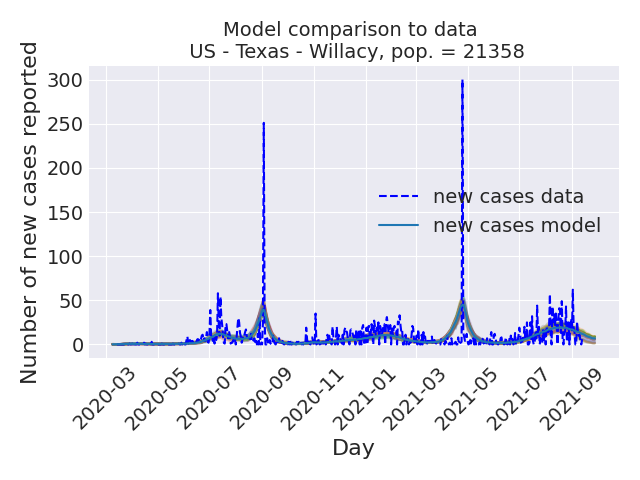 Model comparison to data
US - Texas - Willacy, pop. = 21358
Number of new cases reported
300
250
200
150
100
50
0
new cases data
new cases model
2020-03
2020-05
2020-07
2020-09
2020-11
2021-01
2021-03
2021-05
2021-07
2021-09
Day